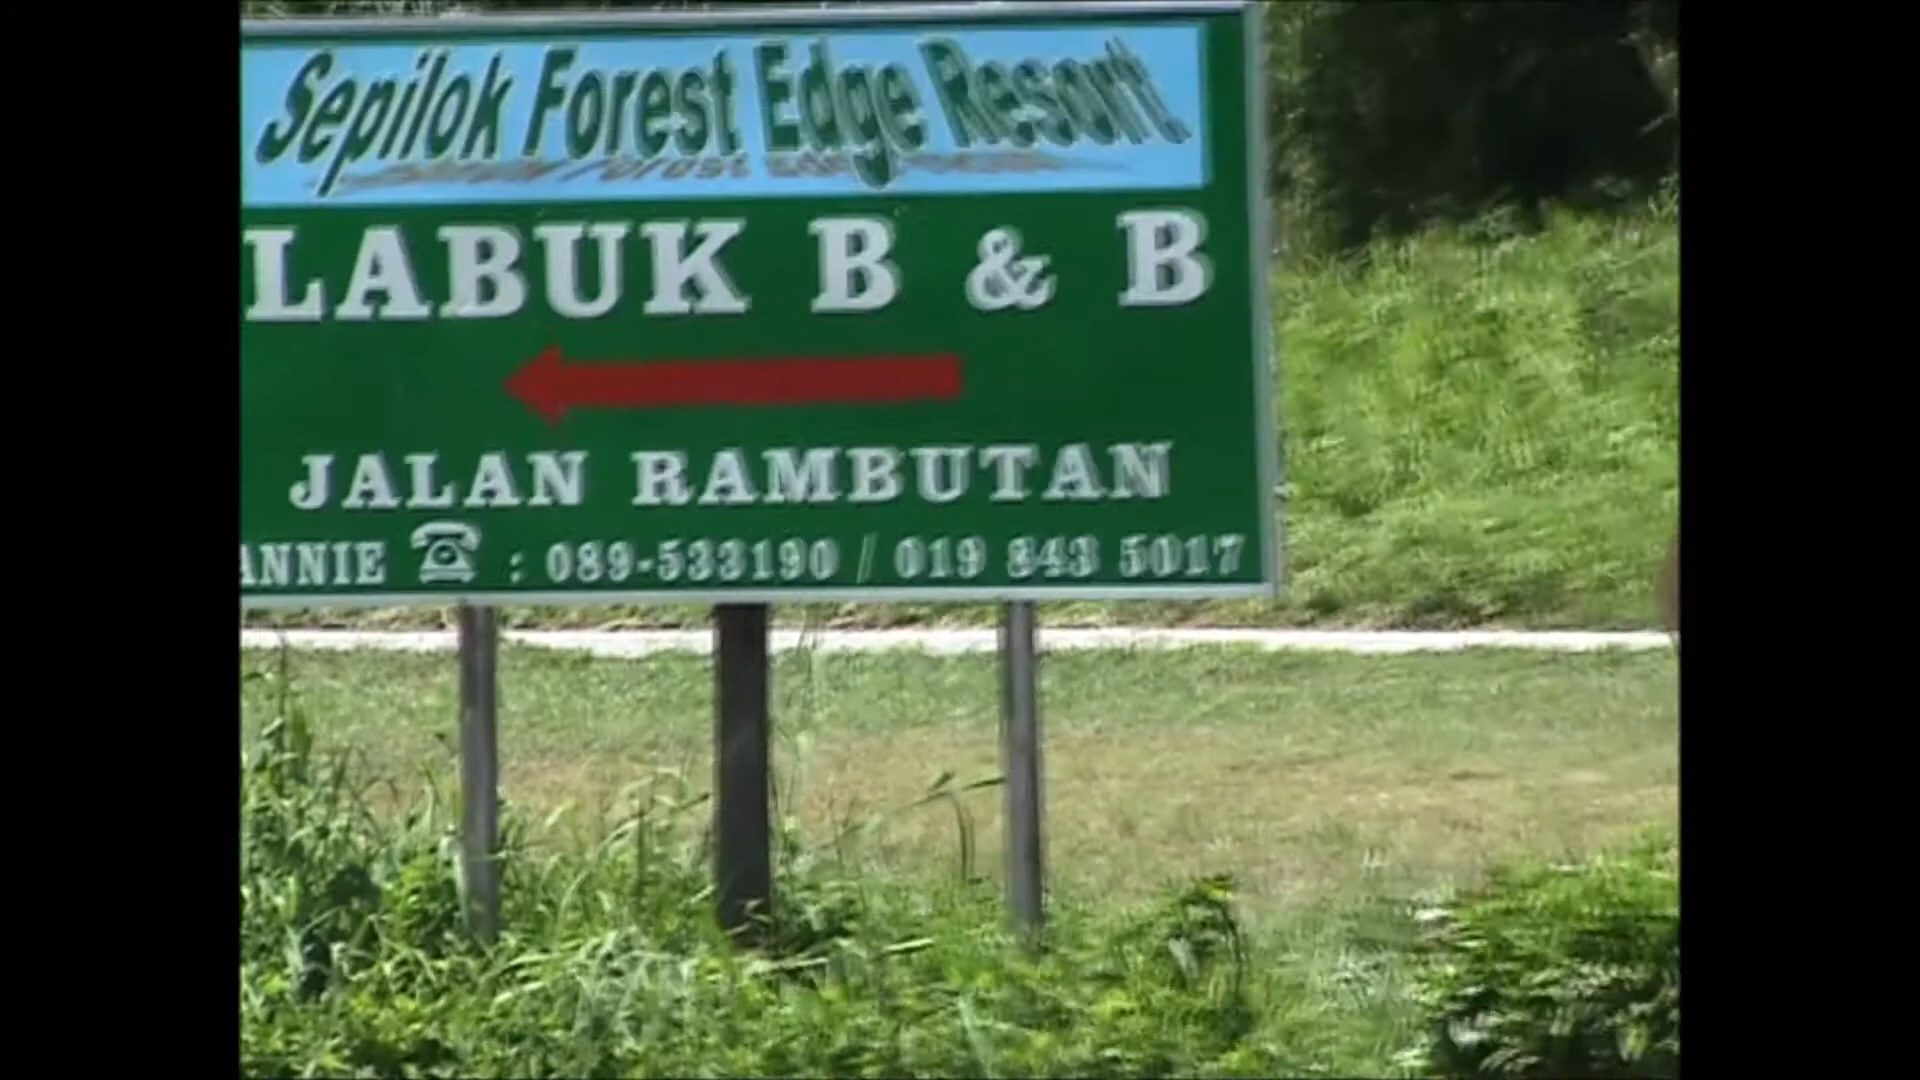 Sepilok Forest Edge Resort.
LABUK B & B
JALAN RAMBUTAN
ANNIE : 089-533190 / 019 843 5017